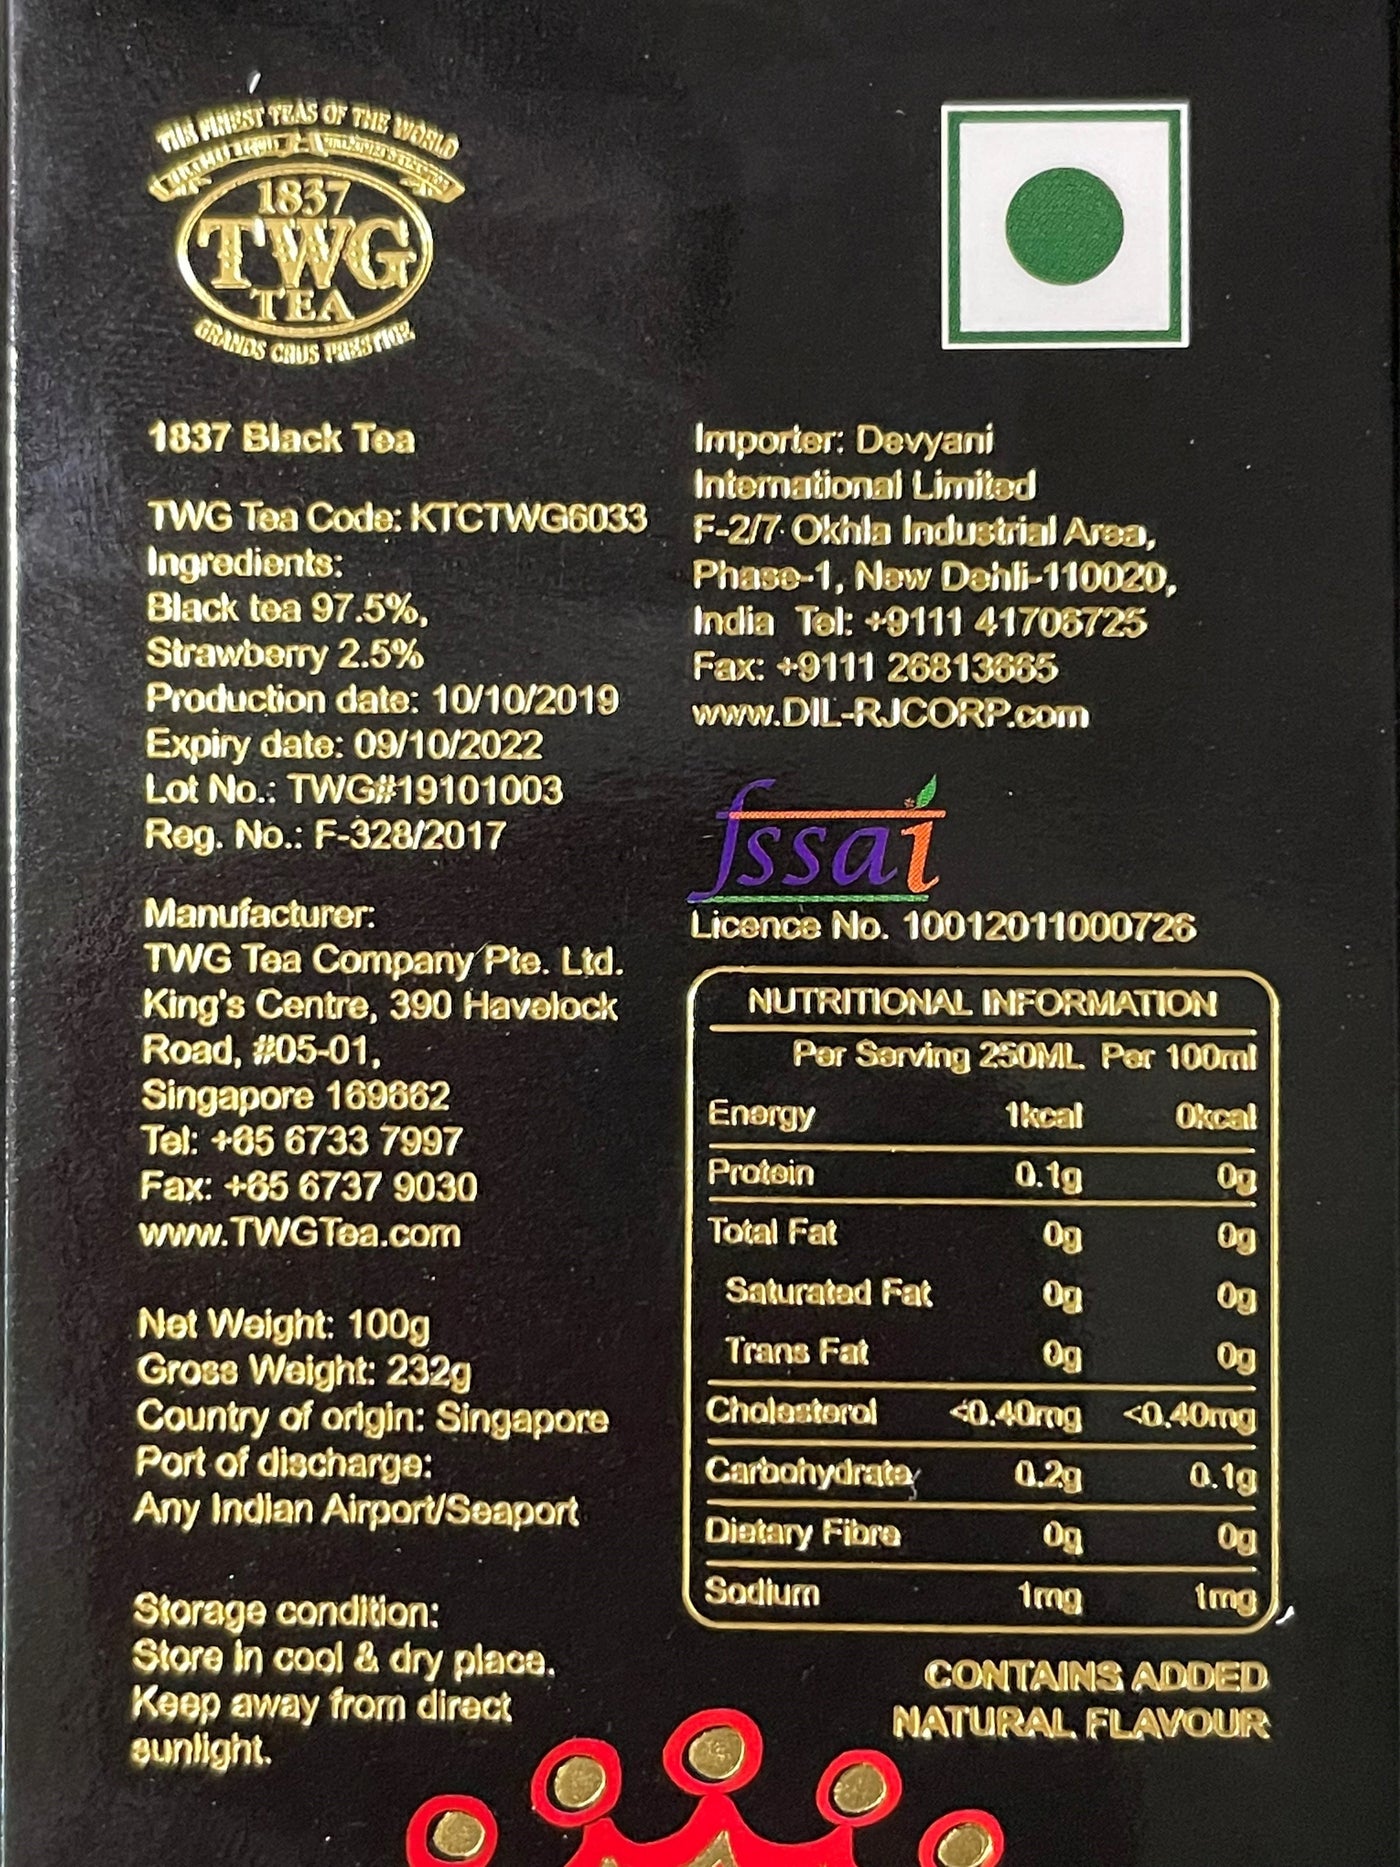 THE FINEST TEAS OF THE WORLD
1837
TWG
TEA
GRANDS CRUS PRESTIGE
1837 Black Tea
TWG Tea Code: KTCTWG6033
Ingredients:
Black tea 97.5%,
Strawberry 2.5%
Production date: 10/10/2019
Expiry date: 09/10/2022
Lot No.: TWG#19101003
Reg. No.: F-328/2017
Manufacturer:
TWG Tea Company Pte. Ltd.
King's Centre, 390 Havelock
Road, #05-01,
Singapore 169662
Tel: +65 6733 7997
Fax: +65 6737 9030
www.TWGTea.com
Net Weight: 100g
Gross Weight: 232g
Country of origin: Singapore
Port of discharge:
Any Indian Airport/Seaport
Storage condition:
Store in cool & dry place.
Keep away from direct
sunlight.
Importer: Devyani
International Limited
F-2/7 Okhla Industrial Area,
Phase-1, New Dehli-110020,
India Tel: +9111 41706725
Fax: +9111 26813665
www.DIL-RJCORP.com
fssai
Licence No. 10012011000726
NUTRITIONAL INFORMATION
Per Serving 250ML Per 100ml
Energy 1kcal 0kcal
Protein 0.1g 0g
Total Fat 0g 0g
Saturated Fat 0g 0g
Trans Fat 0g 0g
Cholesterol <0.40mg <0.40mg
Carbohydrate 0.2g 0.1g
Dietary Fibre 0g 0g
Sodium 1mg 1mg
CONTAINS ADDED
NATURAL FLAVOUR